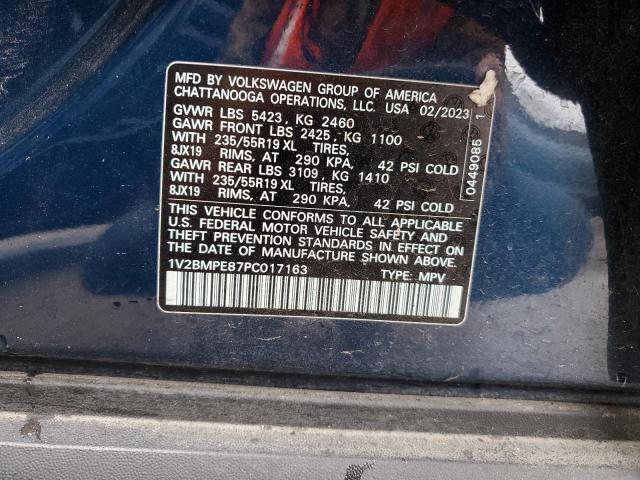 MFD BY VOLKSWAGEN GROUP OF AMERICA
CHATTANOOGA OPERATIONS, LLC. USA 02/2023
GVWR LBS 5423, KG 2460
GAWR FRONT LBS 2425, KG 1100
WITH 235/55R19 XL TIRES,
8JX19 RIMS, AT 290 KPA, 42 PSI COLD
GAWR REAR LBS 3109, KG 1410
WITH 235/55R19 XL TIRES,
8JX19 RIMS, AT 290 KPA, 42 PSI COLD
THIS VEHICLE CONFORMS TO ALL APPLICABLE
U.S. FEDERAL MOTOR VEHICLE SAFETY AND
THEFT PREVENTION STANDARDS IN EFFECT ON
THE DATE OF MANUFACTURE SHOWN ABOVE.
1V2BMPE87PC017163 TYPE: MPV
0449085 1